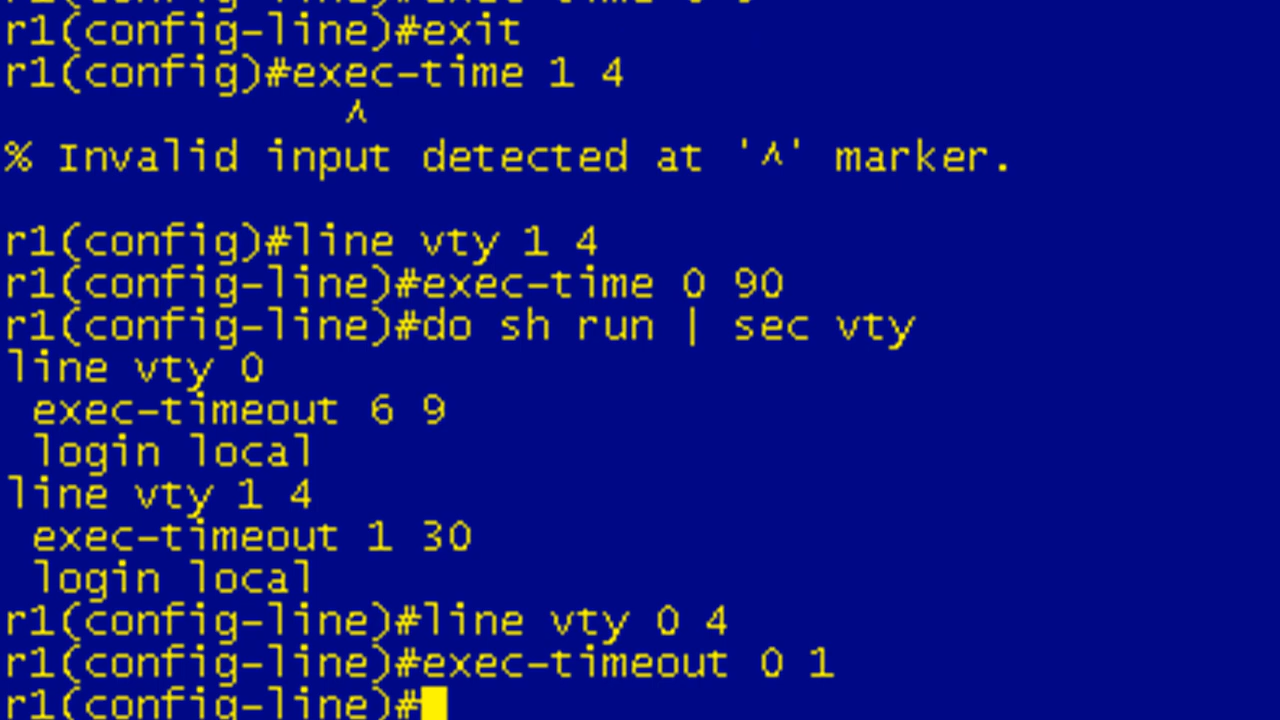 r1(config-line)#exit
r1(config)#exec-time 1 4
^
% Invalid input detected at '^' marker.
r1(config)#line vty 1 4
r1(config-line)#exec-time 0 90
r1(config-line)#do sh run | sec vty
line vty 0
exec-timeout 6 9
login local
line vty 1 4
exec-timeout 1 30
login local
r1(config-line)#line vty 0 4
r1(config-line)#exec-timeout 0 1
r1(config-line)#